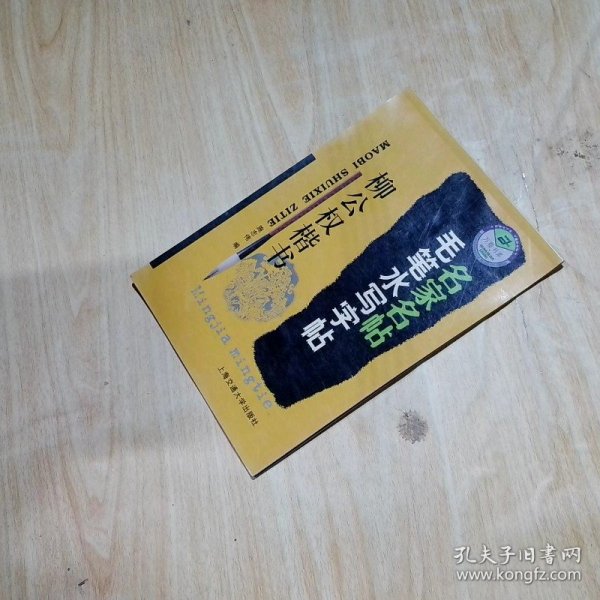 名家名帖
毛笔水写字帖
柳公权楷书
MAOBI SHUIXIE ZITIE
编
Mingjia mingtie
上海交通大学出版社
孔夫子旧书网
www.kongfz.com